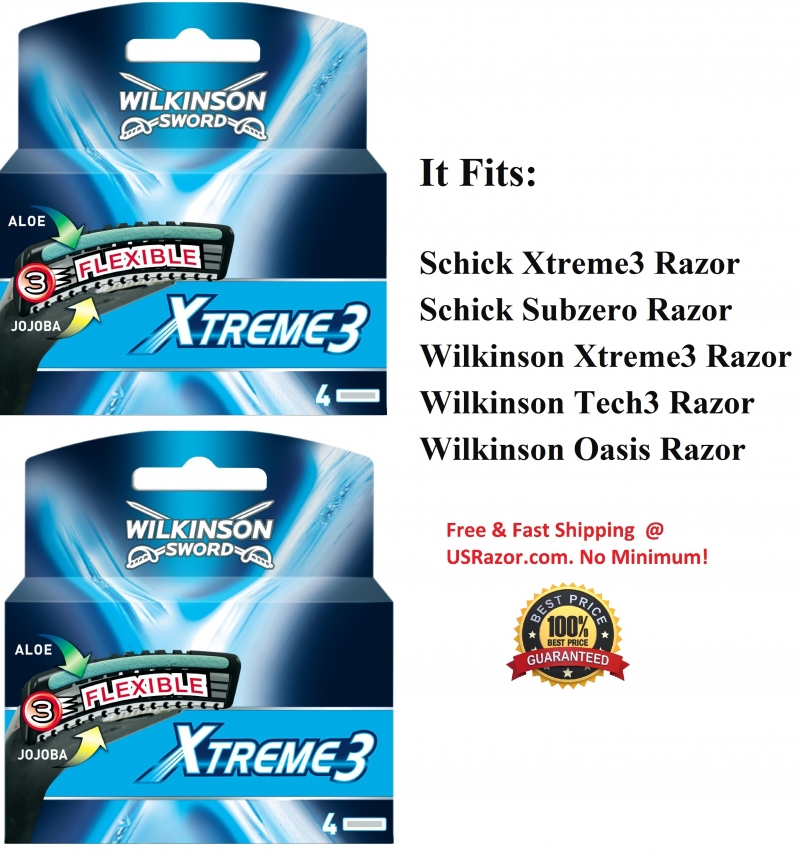 WILKINSON
SWORD
ALOE
FLEXIBLE
3
JOJOBA
XTREME3
4
WILKINSON
SWORD
ALOE
FLEXIBLE
3
JOJOBA
XTREME3
4
It Fits:
Schick Xtreme3 Razor
Schick Subzero Razor
Wilkinson Xtreme3 Razor
Wilkinson Tech3 Razor
Wilkinson Oasis Razor
Free & Fast Shipping @
USRazor.com. No Minimum!
BEST PRICE
100%
BEST PRICE
GUARANTEED